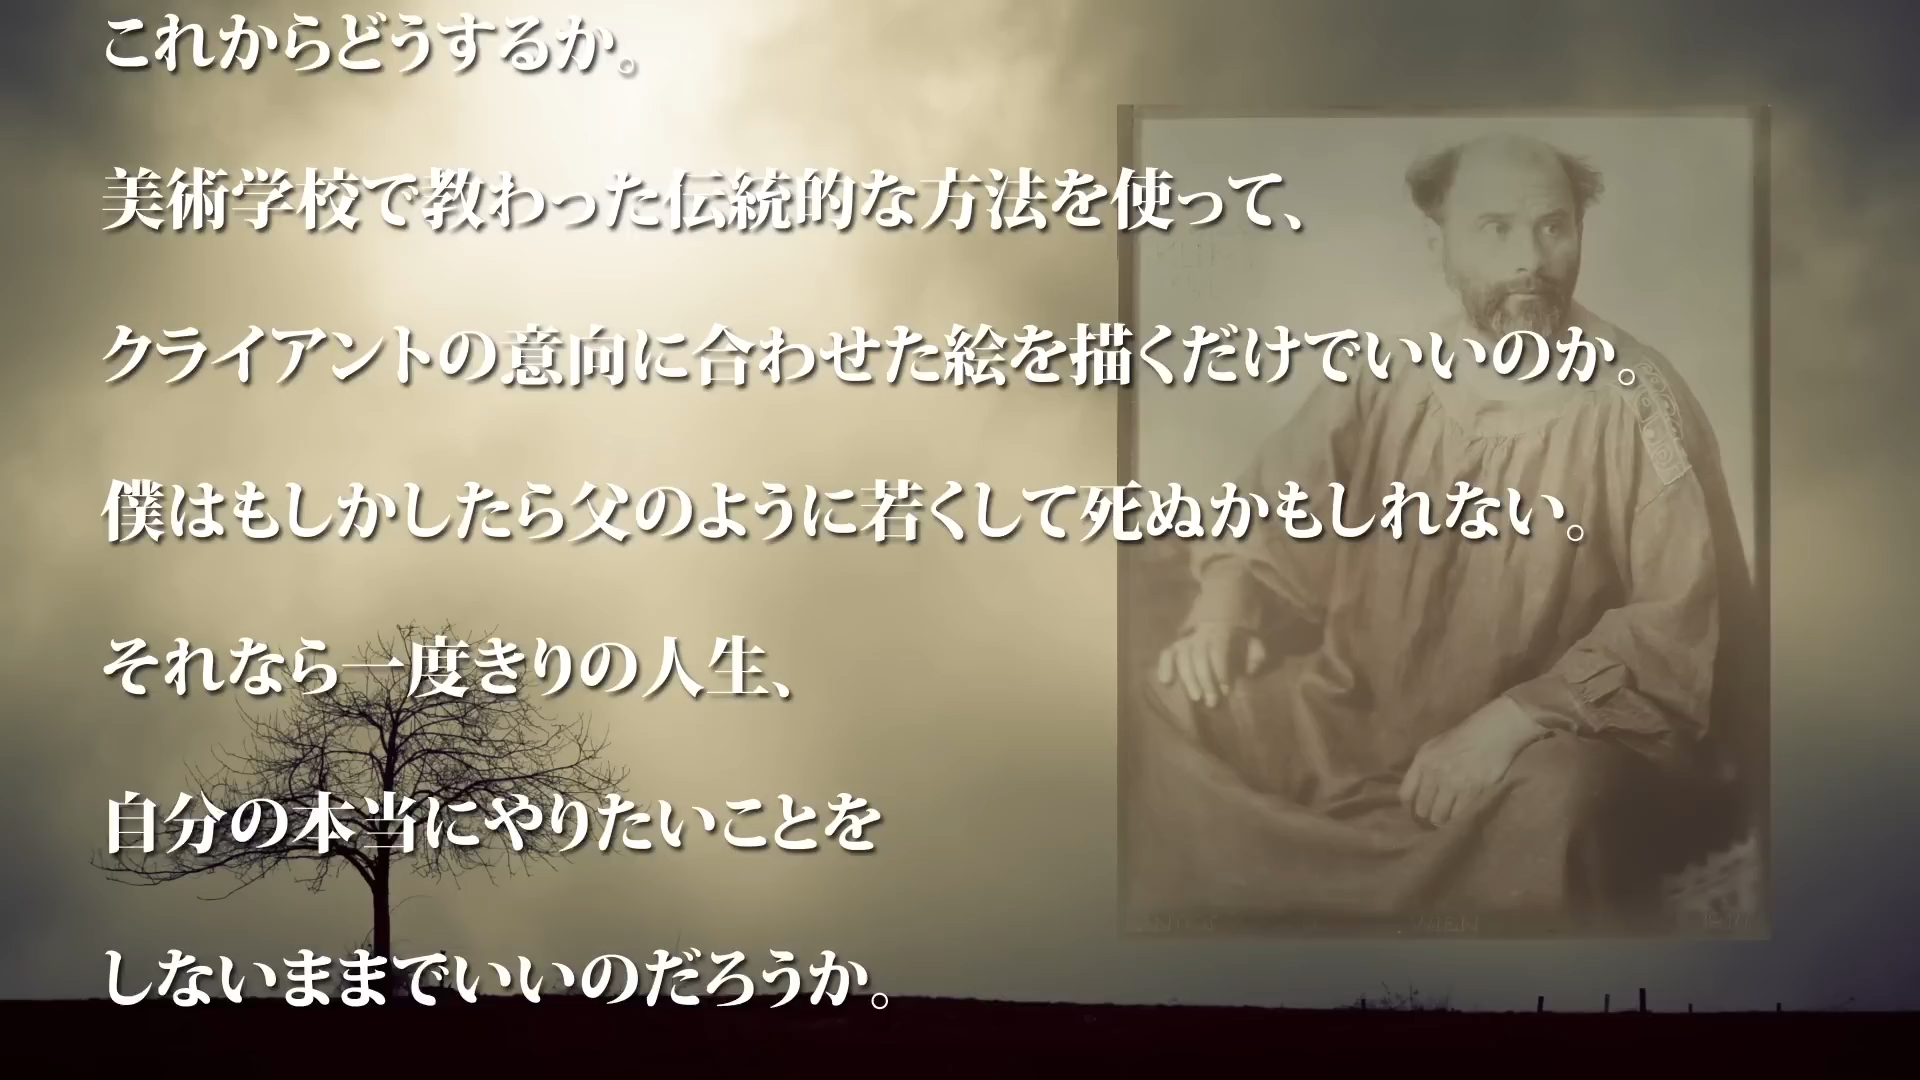 これからどうするか。
美術学校で教わった伝統的な方法を使って、
クライアントの意向に合わせた絵を描くだけでいいのか。
僕はもしかしたら父のように若くして死ぬかもしれない。
それなら一度きりの人生、
自分の本当にやりたいことを
しないままでいいのだろうか。
WIEN